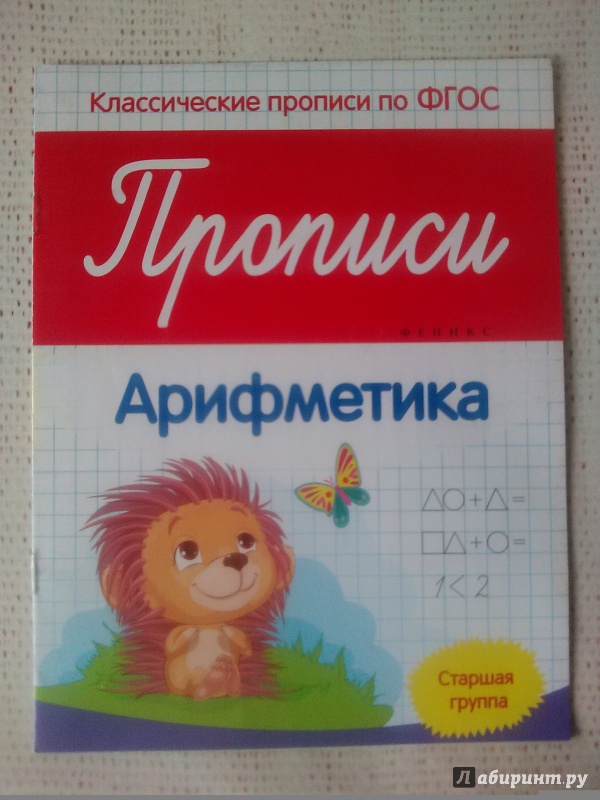 Классические прописи по ФГОС
Прописи
ФЕНИКС
Арифметика
△○+△=
□△+○=
1<2
Старшая
группа
Лабиринт.ру